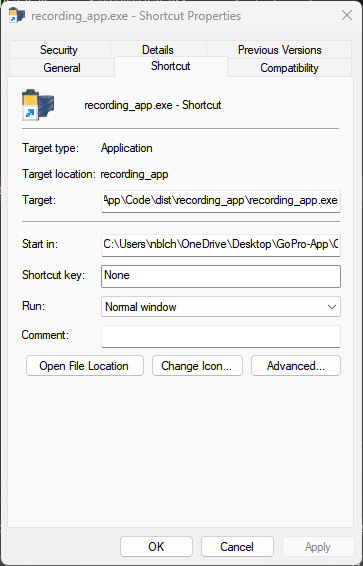 recording_app.exe - Shortcut Properties
Security Details Previous Versions
General Shortcut Compatibility
recording_app.exe - Shortcut
Target type: Application
Target location: recording_app
Target: App\Code\dist\recording_app\recording_app.exe
Start in: C:\Users\nblch\OneDrive\Desktop\GoPro-App\C
Shortcut key: None
Run: Normal window
Comment:
Open File Location Change Icon... Advanced...
OK Cancel Apply